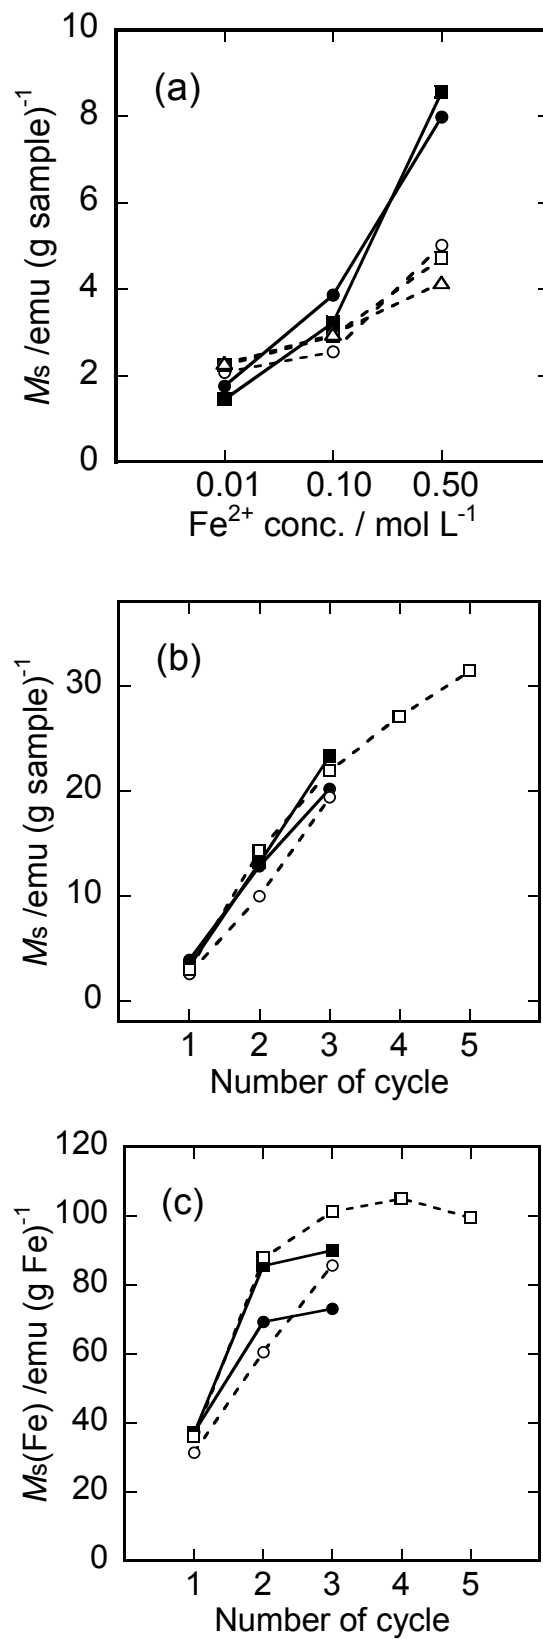 (a)
10
8
6
4
2
0
Ms /emu (g sample)⁻¹
0.01 0.10 0.50
Fe²⁺ conc. / mol L⁻¹
(b)
30
20
10
0
Ms /emu (g sample)⁻¹
1 2 3 4 5
Number of cycle
(c)
120
100
80
60
40
20
0
Ms(Fe) /emu (g Fe)⁻¹
1 2 3 4 5
Number of cycle